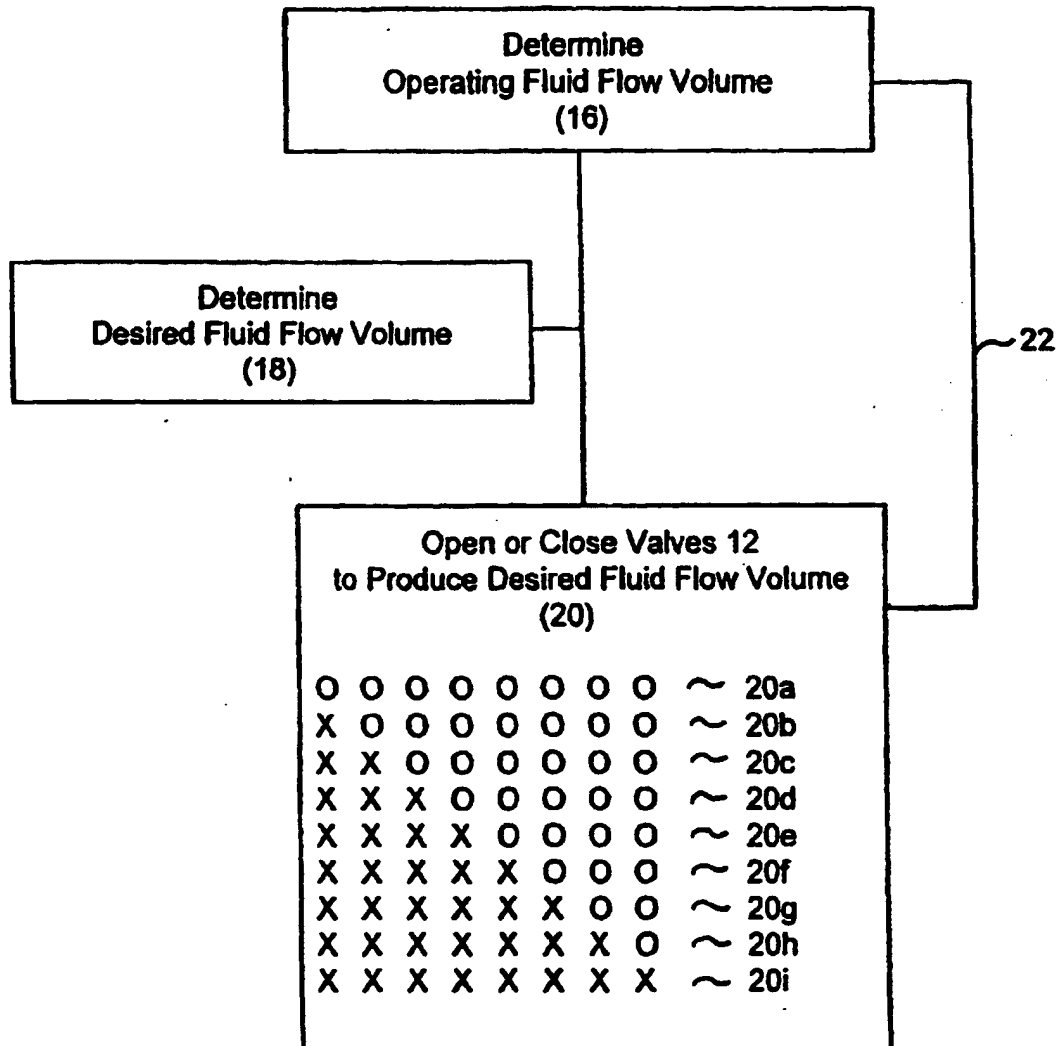 Determine
Operating Fluid Flow Volume
(16)
Determine
Desired Fluid Flow Volume
(18)
22
Open or Close Valves 12
to Produce Desired Fluid Flow Volume
(20)
O O O O O O O O ~ 20a
X O O O O O O O ~ 20b
X X O O O O O O ~ 20c
X X X O O O O O ~ 20d
X X X X O O O O ~ 20e
X X X X X O O O ~ 20f
X X X X X X O O ~ 20g
X X X X X X X O ~ 20h
X X X X X X X X ~ 20i